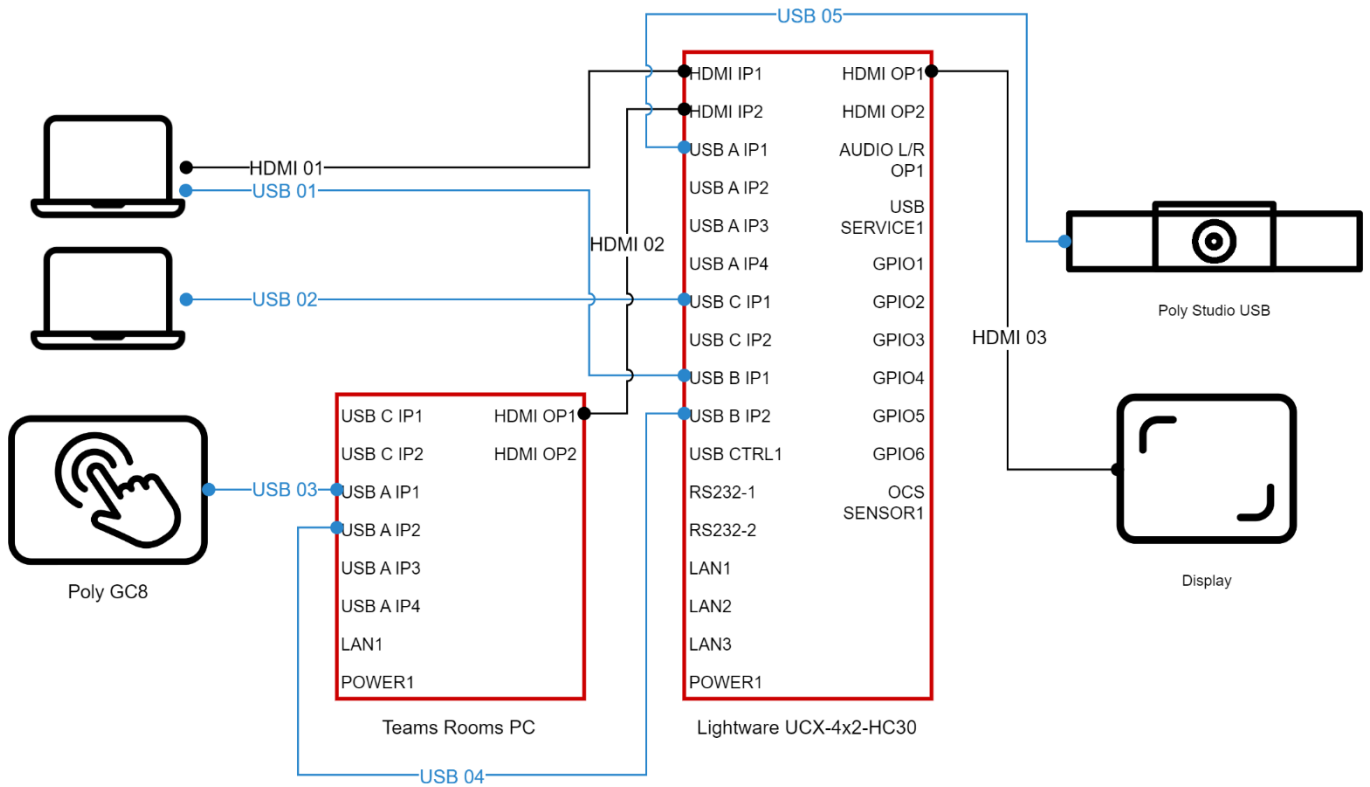 USB 05
HDMI IP1
HDMI OP1
HDMI IP2
HDMI OP2
USB A IP1
AUDIO L/R
OP1
USB A IP2
USB
SERVICE1
USB A IP3
USB A IP4
GPIO1
USB C IP1
GPIO2
USB C IP2
GPIO3
USB B IP1
GPIO4
USB B IP2
GPIO5
USB CTRL1
GPIO6
RS232-1
OCS
SENSOR1
RS232-2
LAN1
LAN2
LAN3
POWER1
Lightware UCX-4x2-HC30
HDMI 01
USB 01
HDMI 02
USB 02
HDMI 03
Poly Studio USB
Display
USB C IP1
HDMI OP1
USB C IP2
HDMI OP2
USB 03
USB A IP1
USB A IP2
USB A IP3
USB A IP4
LAN1
POWER1
Poly GC8
Teams Rooms PC
USB 04